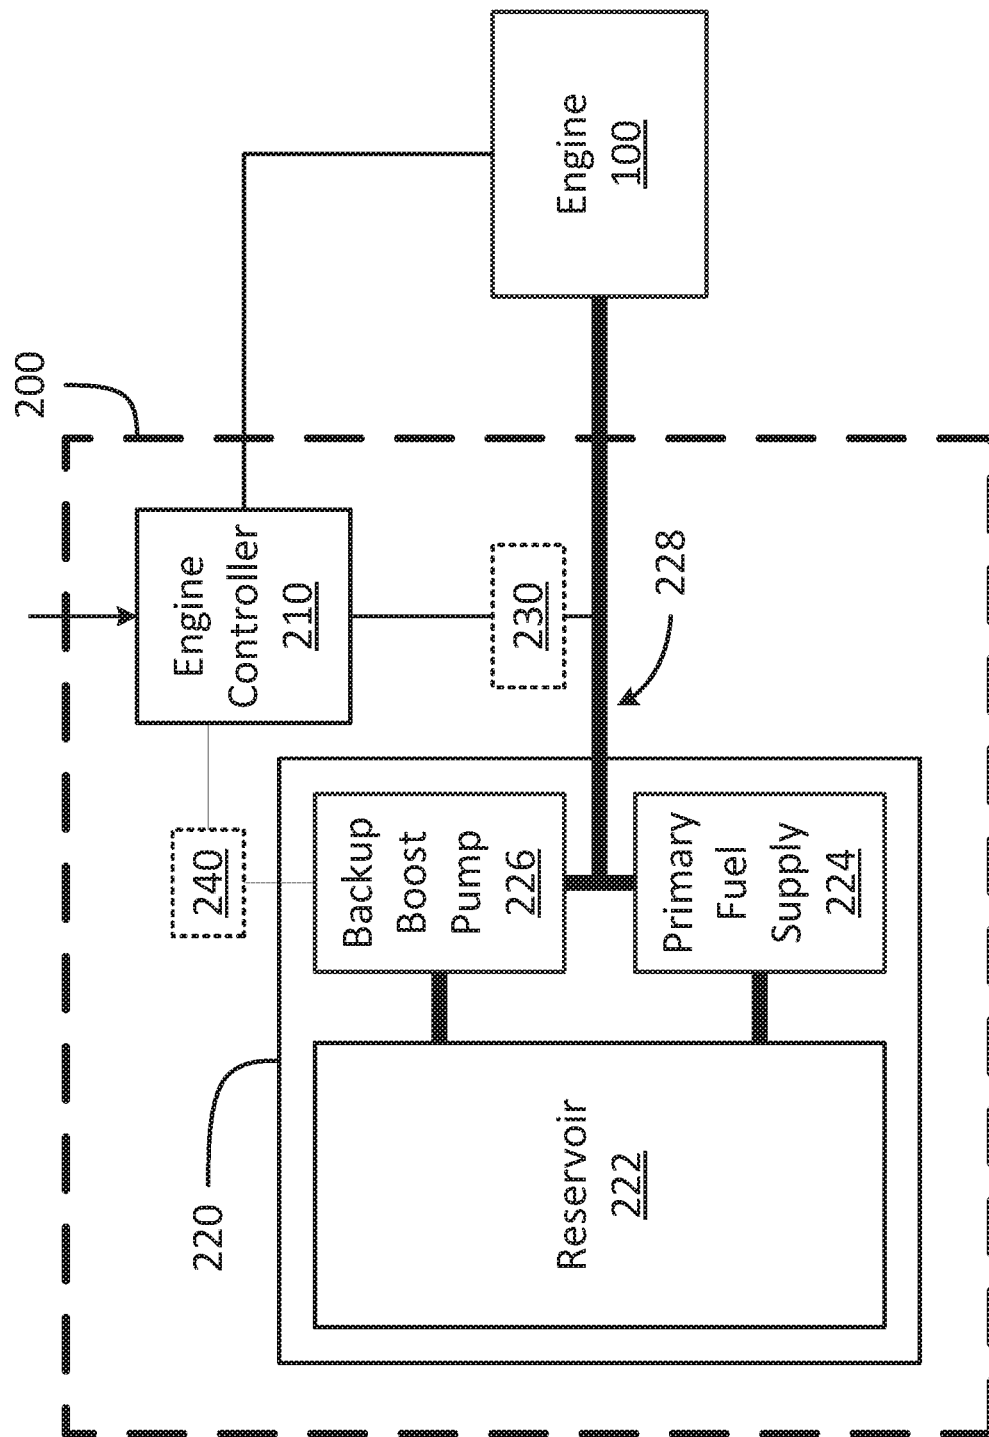 200
220
240
Engine
Controller
210
230
228
Engine
100
Reservoir
222
Backup
Boost
Pump
226
Primary
Fuel
Supply
224